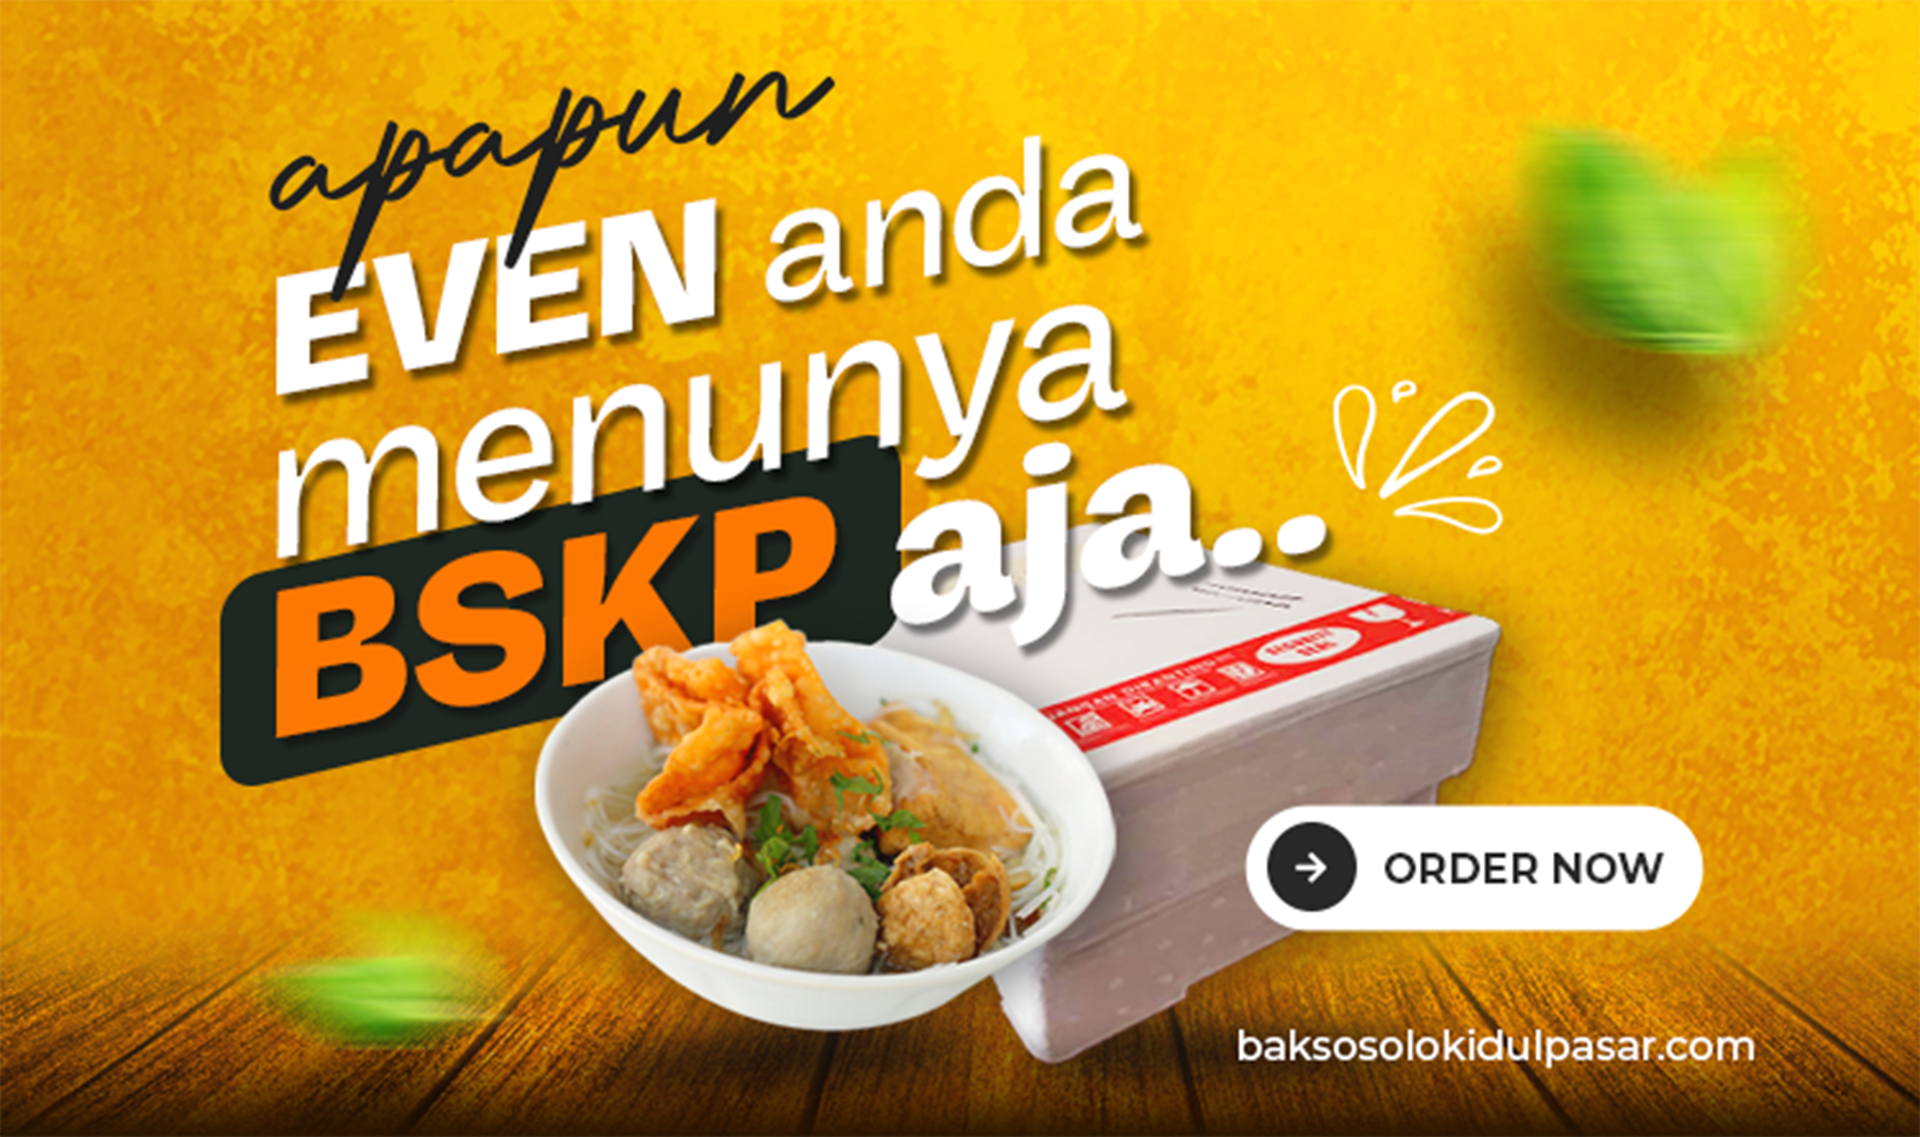 apapun
EVEN anda
menunya
BSKP aja..
ORDER NOW
baksosolokidulpasar.com